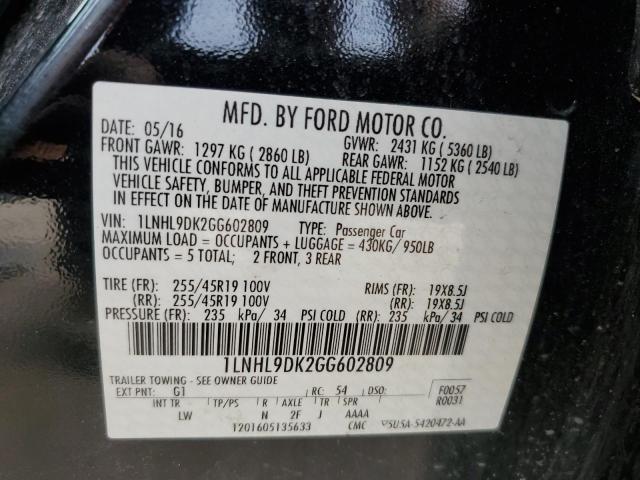 MFD. BY FORD MOTOR CO.
DATE: 05/16 GVWR: 2431 KG ( 5360 LB)
FRONT GAWR: 1297 KG ( 2860 LB) REAR GAWR: 1152 KG ( 2540 LB)
THIS VEHICLE CONFORMS TO ALL APPLICABLE FEDERAL MOTOR
VEHICLE SAFETY, BUMPER, AND THEFT PREVENTION STANDARDS
IN EFFECT ON THE DATE OF MANUFACTURE SHOWN ABOVE.
VIN: 1LNHL9DK2GG602809 TYPE: Passenger Car
MAXIMUM LOAD = OCCUPANTS + LUGGAGE = 430KG/ 950LB
OCCUPANTS = 5 TOTAL; 2 FRONT, 3 REAR
TIRE (FR): 255/45R19 100V RIMS (FR): 19X8.5J
(RR): 255/45R19 100V (RR): 19X8.5J
PRESSURE (FR): 235 kPa/ 34 PSI COLD (RR): 235 kPa/ 34 PSI COLD
1LNHL9DK2GG602809
TRAILER TOWING - SEE OWNER GUIDE
EXT PNT: G1 RC: 54 DSO: F0057
R0031
INT TR TP/PS R AXLE TR SPR
LW N 2F J AAAA
1201605135633 CMC 5U5A-5420472-AA